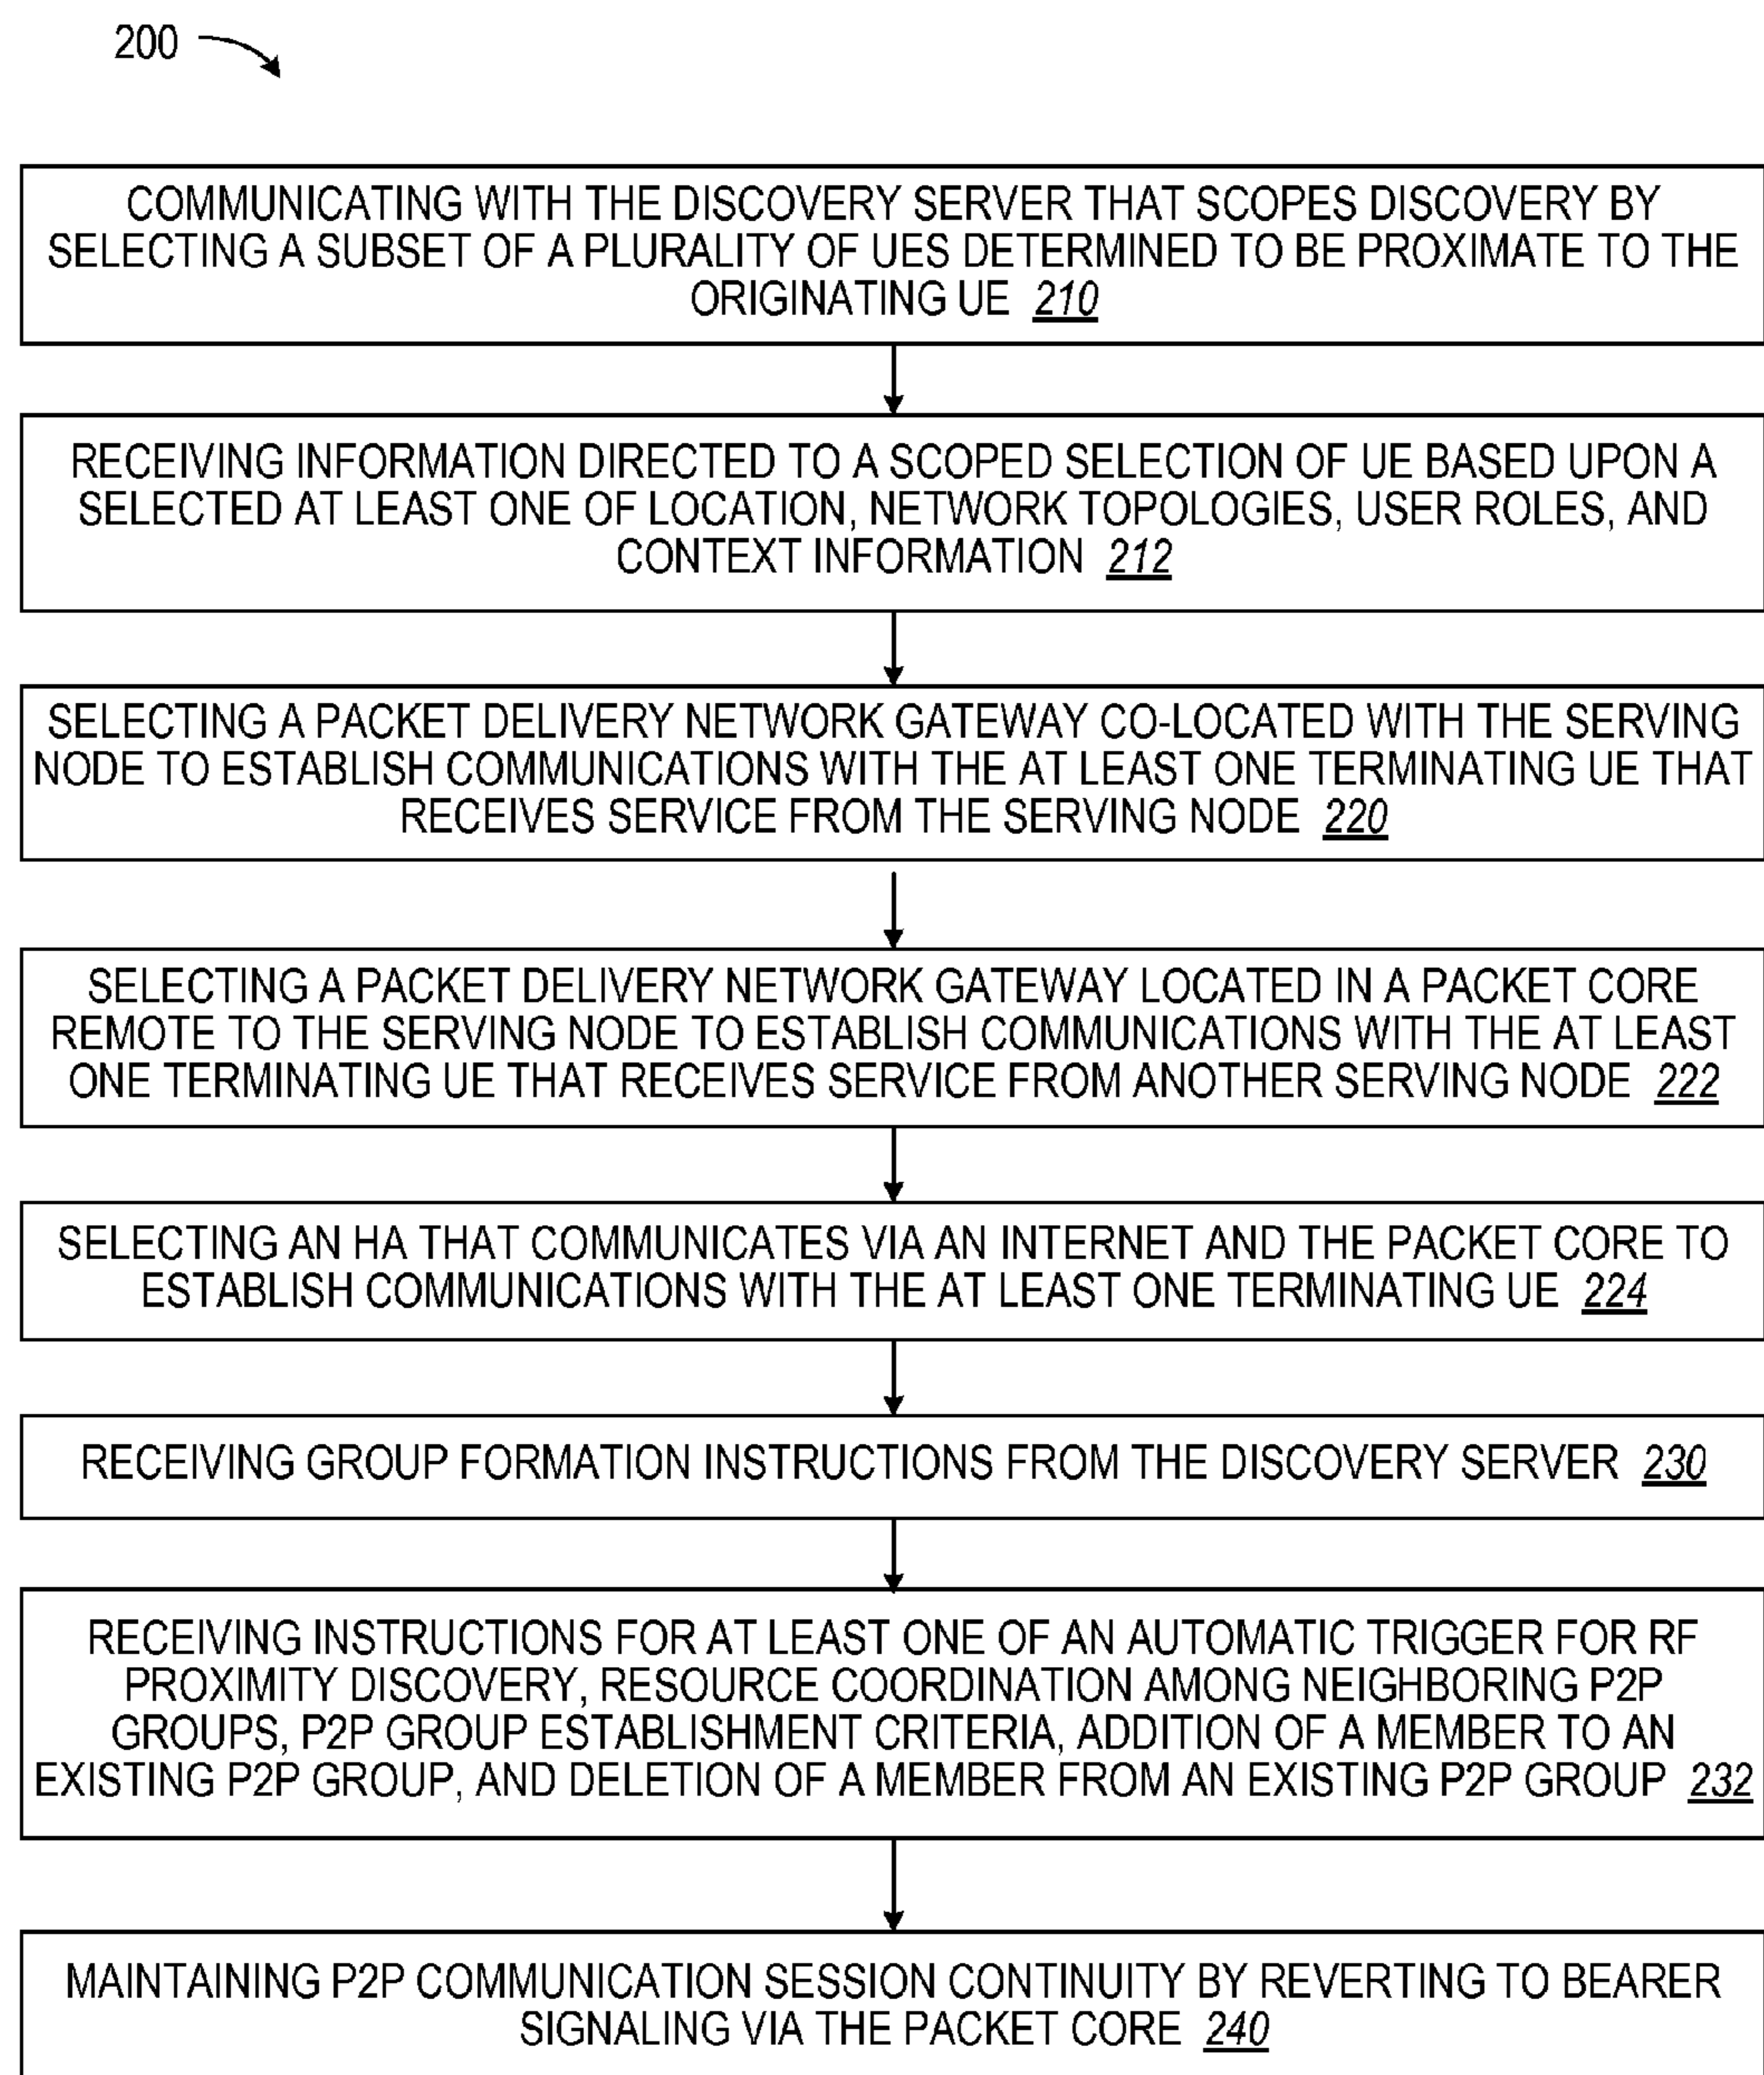 200
COMMUNICATING WITH THE DISCOVERY SERVER THAT SCOPES DISCOVERY BY
SELECTING A SUBSET OF A PLURALITY OF UES DETERMINED TO BE PROXIMATE TO THE
ORIGINATING UE 210
RECEIVING INFORMATION DIRECTED TO A SCOPED SELECTION OF UE BASED UPON A
SELECTED AT LEAST ONE OF LOCATION, NETWORK TOPOLOGIES, USER ROLES, AND
CONTEXT INFORMATION 212
SELECTING A PACKET DELIVERY NETWORK GATEWAY CO-LOCATED WITH THE SERVING
NODE TO ESTABLISH COMMUNICATIONS WITH THE AT LEAST ONE TERMINATING UE THAT
RECEIVES SERVICE FROM THE SERVING NODE 220
SELECTING A PACKET DELIVERY NETWORK GATEWAY LOCATED IN A PACKET CORE
REMOTE TO THE SERVING NODE TO ESTABLISH COMMUNICATIONS WITH THE AT LEAST
ONE TERMINATING UE THAT RECEIVES SERVICE FROM ANOTHER SERVING NODE 222
SELECTING AN HA THAT COMMUNICATES VIA AN INTERNET AND THE PACKET CORE TO
ESTABLISH COMMUNICATIONS WITH THE AT LEAST ONE TERMINATING UE 224
RECEIVING GROUP FORMATION INSTRUCTIONS FROM THE DISCOVERY SERVER 230
RECEIVING INSTRUCTIONS FOR AT LEAST ONE OF AN AUTOMATIC TRIGGER FOR RF
PROXIMITY DISCOVERY, RESOURCE COORDINATION AMONG NEIGHBORING P2P
GROUPS, P2P GROUP ESTABLISHMENT CRITERIA, ADDITION OF A MEMBER TO AN
EXISTING P2P GROUP, AND DELETION OF A MEMBER FROM AN EXISTING P2P GROUP 232
MAINTAINING P2P COMMUNICATION SESSION CONTINUITY BY REVERTING TO BEARER
SIGNALING VIA THE PACKET CORE 240